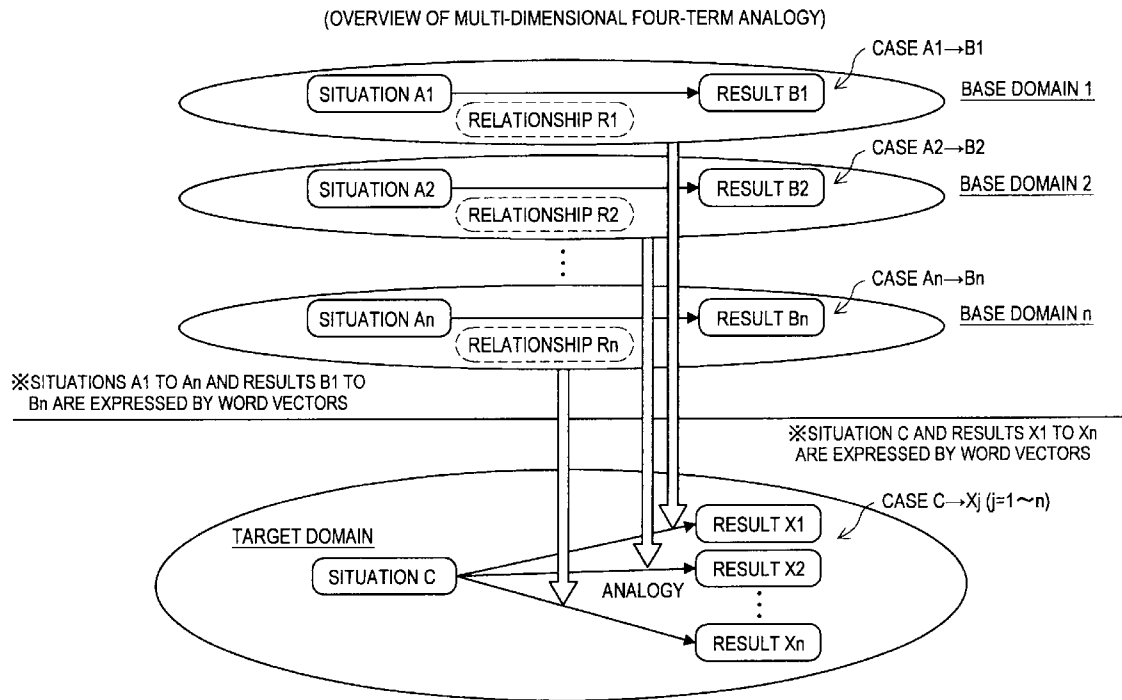 (OVERVIEW OF MULTI-DIMENSIONAL FOUR-TERM ANALOGY)
CASE A1→B1
SITUATION A1
RESULT B1
BASE DOMAIN 1
RELATIONSHIP R1
CASE A2→B2
SITUATION A2
RESULT B2
BASE DOMAIN 2
RELATIONSHIP R2
CASE An→Bn
SITUATION An
RESULT Bn
BASE DOMAIN n
RELATIONSHIP Rn
※SITUATIONS A1 TO An AND RESULTS B1 TO
Bn ARE EXPRESSED BY WORD VECTORS
※SITUATION C AND RESULTS X1 TO Xn
ARE EXPRESSED BY WORD VECTORS
CASE C→Xj (j=1～n)
RESULT X1
TARGET DOMAIN
SITUATION C
RESULT X2
ANALOGY
RESULT Xn